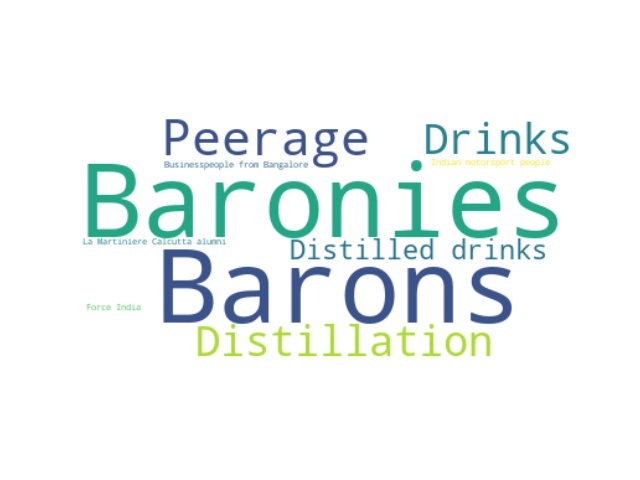 Peerage
Drinks
Businesspeople from Bangalore
Indian motorsport people
Baronies
La Martiniere Calcutta alumni
Distilled drinks
Barons
Force India
Distillation